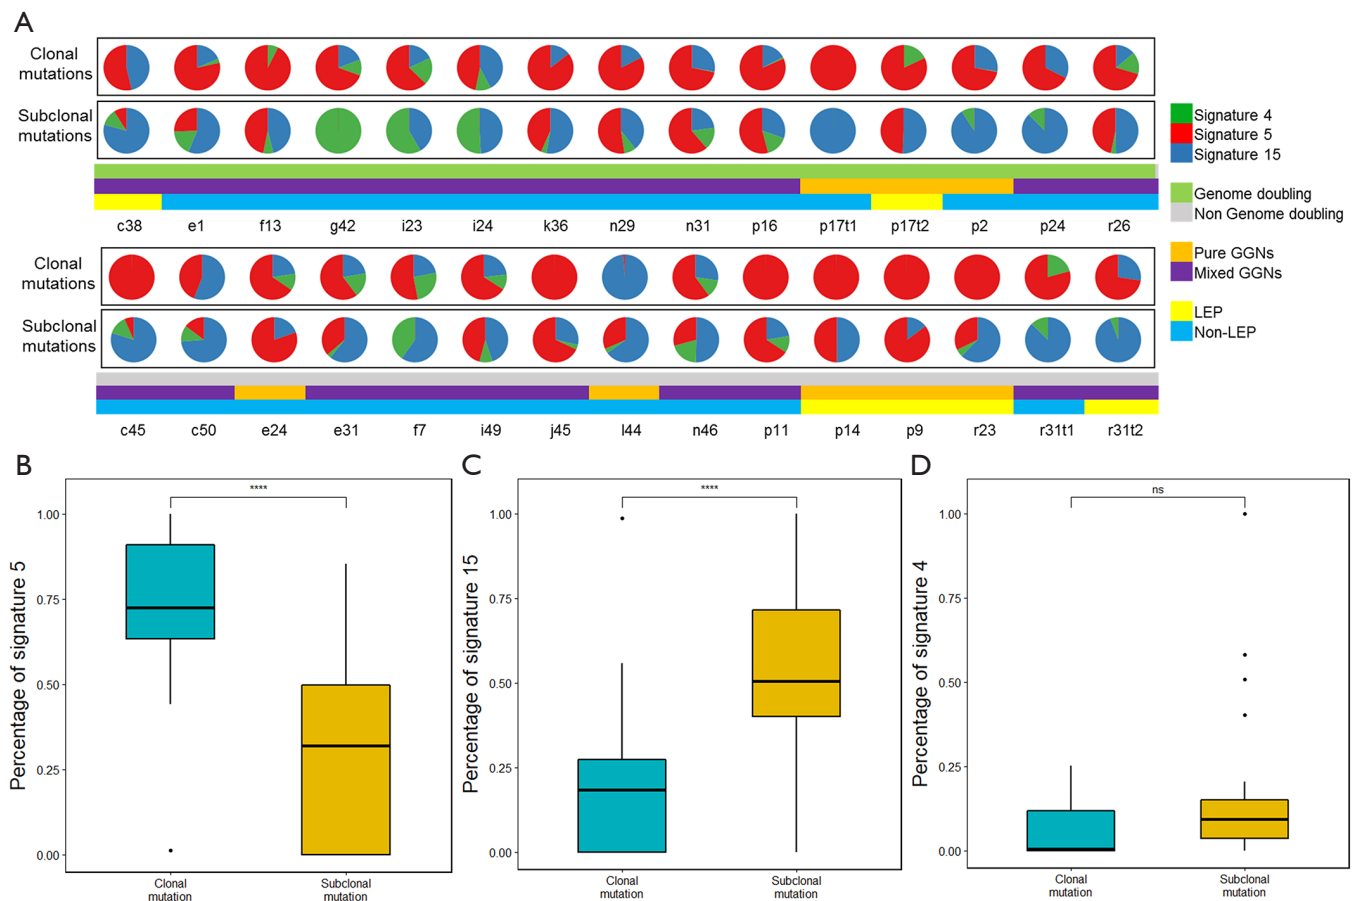 A
Clonal
mutations
Subclonal
mutations
Signature 4
Signature 5
Signature 15
Genome doubling
Non Genome doubling
Pure GGNs
Mixed GGNs
LEP
Non-LEP
c38 e1 f13 g42 i23 i24 k36 n29 n31 p16 p17t1 p17t2 p2 p24 r26
Clonal
mutations
Subclonal
mutations
c45 c50 e24 e31 f7 i49 j45 l44 n46 p11 p14 p9 r23 r31t1 r31t2
B
Percentage of signature 5
1.00
0.75
0.50
0.25
0.00
****
Clonal
mutation
Subclonal
mutation
C
Percentage of signature 15
1.00
0.75
0.50
0.25
0.00
****
Clonal
mutation
Subclonal
mutation
D
Percentage of signature 4
1.00
0.75
0.50
0.25
0.00
ns
Clonal
mutation
Subclonal
mutation